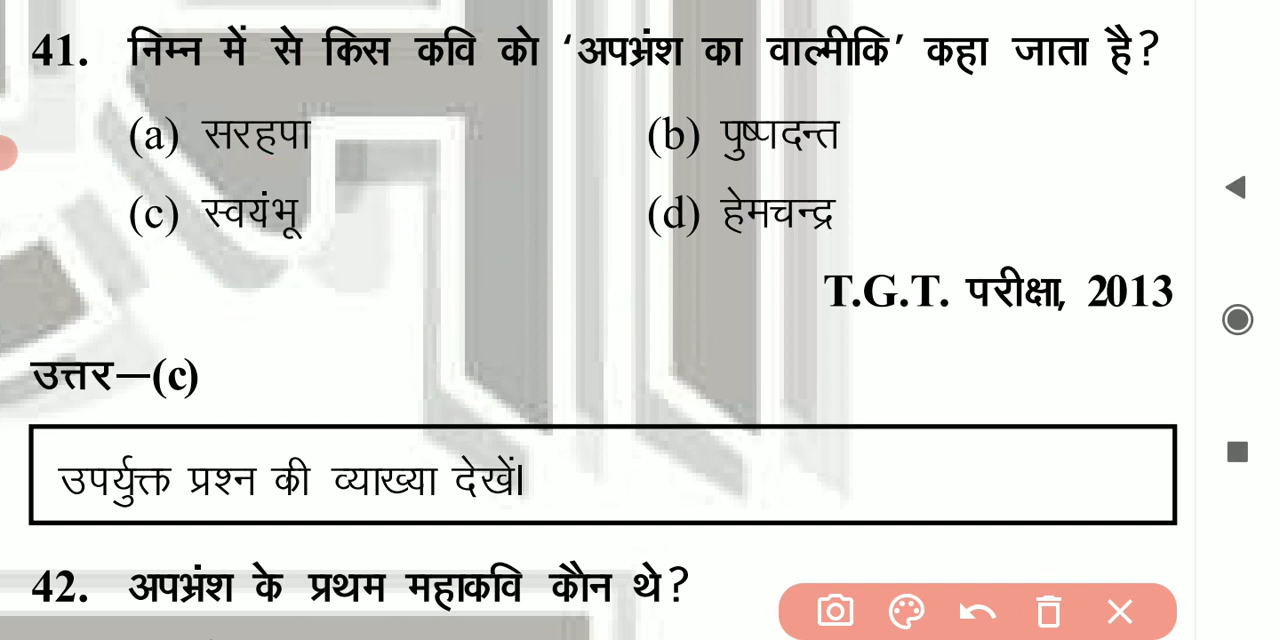 41. निम्न में से किस कवि को ‘अपभ्रंश का वाल्मीकि’ कहा जाता है?
(a) सरहपा (b) पुष्पदन्त
(c) स्वयंभू (d) हेमचन्द्र
T.G.T. परीक्षा, 2013
उत्तर—(c)
उपर्युक्त प्रश्न की व्याख्या देखें।
42. अपभ्रंश के प्रथम महाकवि कौन थे?